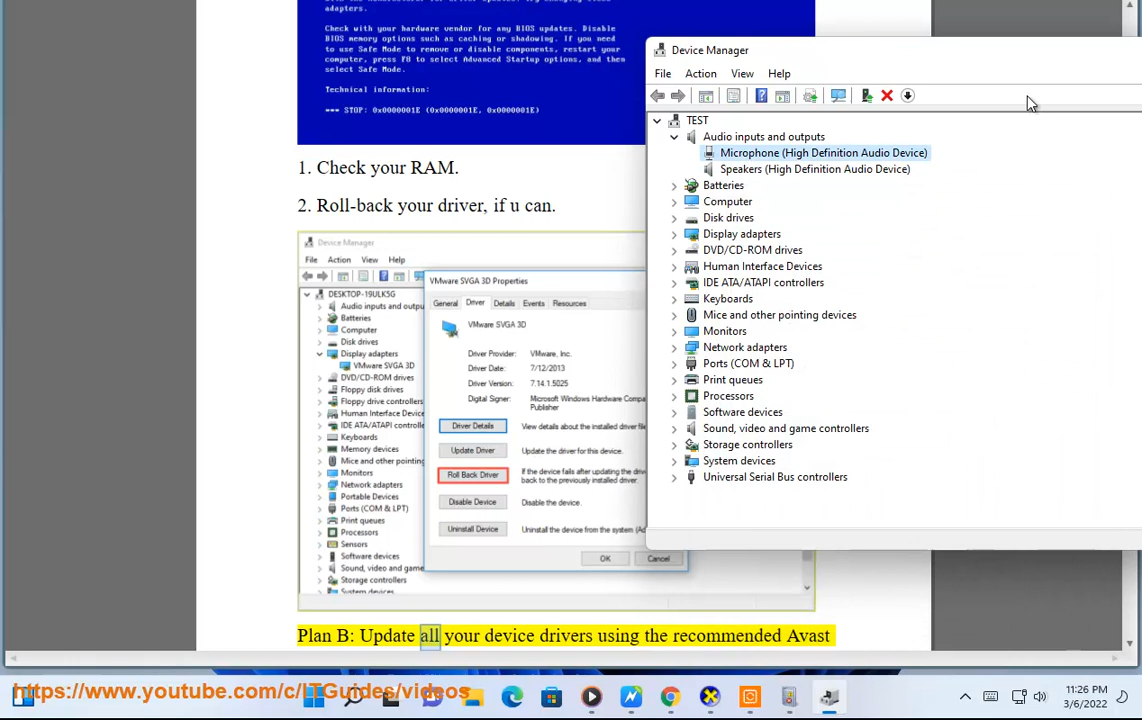 adapters.
Check with your hardware vendor for any BIOS updates. Disable
BIOS memory options such as caching or shadowing. If you need
to use Safe Mode to remove or disable components, restart your
computer, press F8 to select Advanced Startup options, and then
select Safe Mode.
Technical information:
*** STOP: 0x0000001E (0x0000001E, 0x0000001E)
1. Check your RAM.
2. Roll-back your driver, if u can.
Device Manager
File Action View Help
DESKTOP-19ULK5G
Audio inputs and outpu
Batteries
Computer
Disk drives
Display adapters
VMware SVGA 3D
DVD/CD-ROM drives
Floppy disk drives
Floppy drive controllers
Human Interface Device
IDE ATA/ATAPI controlle
Keyboards
Memory devices
Mice and other pointing
Monitors
Network adapters
Portable Devices
Ports (COM & LPT)
Print queues
Processors
Sensors
Software devices
Sound, video and game
Storage controllers
System devices
VMware SVGA 3D Properties
General Driver Details Events Resources
VMware SVGA 3D
Driver Provider: VMware, Inc.
Driver Date: 7/12/2013
Driver Version: 7.14.1.5025
Digital Signer: Microsoft Windows Hardware Compa
Publisher
Driver Details View details about the installed driver file
Update Driver Update the driver for this device.
Roll Back Driver If the device fails after updating the drive
back to the previously installed driver.
Disable Device Disable the device.
Uninstall Device Uninstall the device from the system (Ad
OK Cancel
Plan B: Update all your device drivers using the recommended Avast
Device Manager
File Action View Help
TEST
Audio inputs and outputs
Microphone (High Definition Audio Device)
Speakers (High Definition Audio Device)
Batteries
Computer
Disk drives
Display adapters
DVD/CD-ROM drives
Human Interface Devices
IDE ATA/ATAPI controllers
Keyboards
Mice and other pointing devices
Monitors
Network adapters
Ports (COM & LPT)
Print queues
Processors
Software devices
Sound, video and game controllers
Storage controllers
System devices
Universal Serial Bus controllers
https://www.youtube.com/c/ITGuides/videos
11:26 PM
3/6/2022